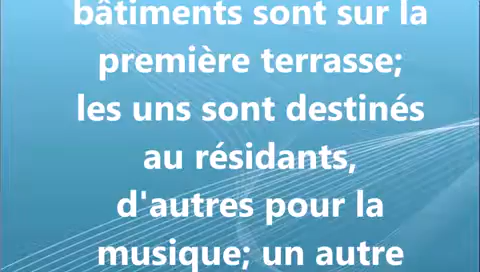 bâtiments sont sur la
première terrasse;
les uns sont destinés
au résidants,
d'autres pour la
musique; un autre